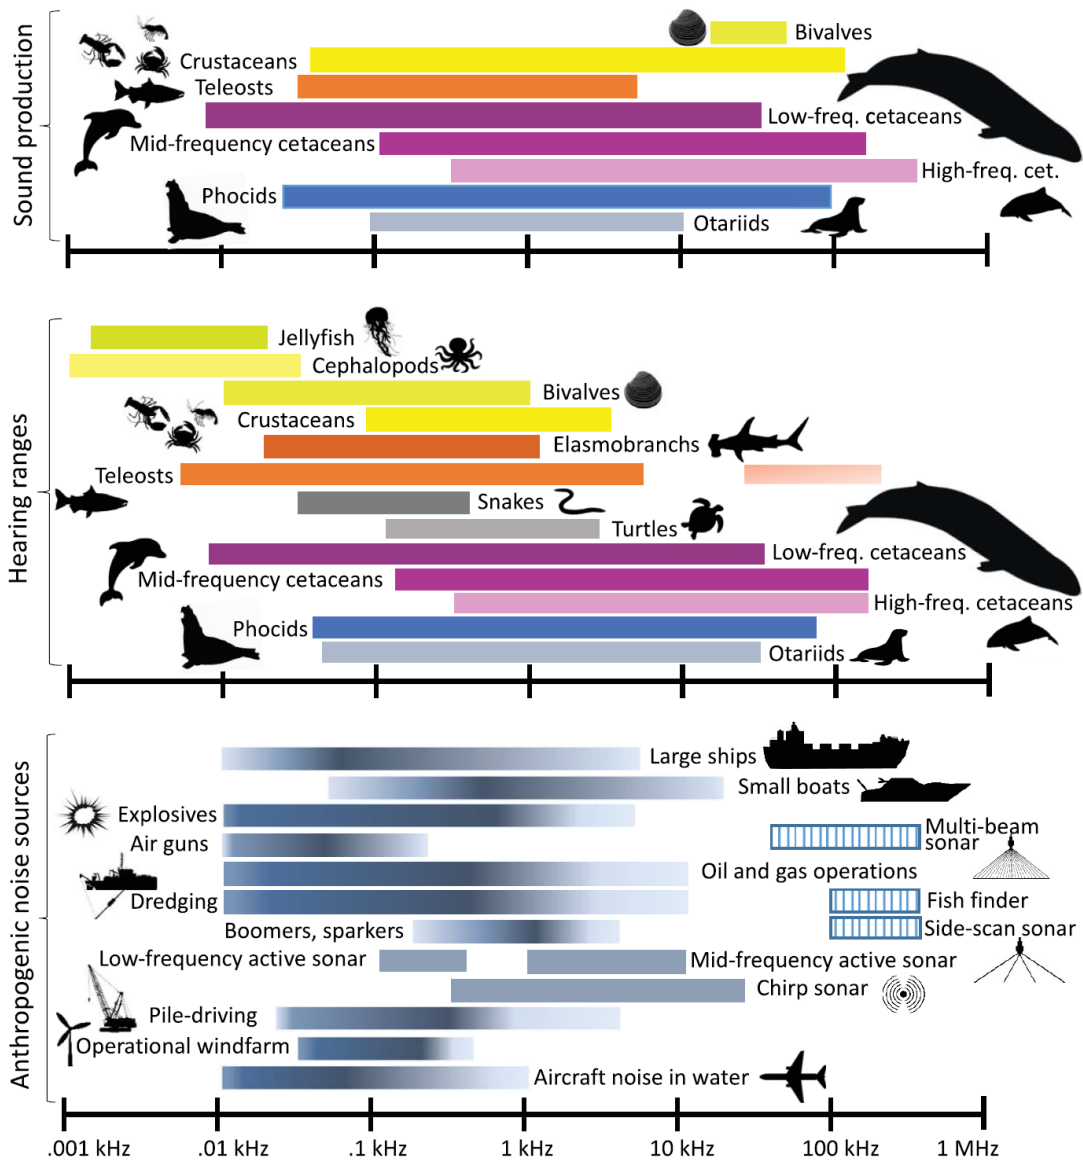 Sound production
Bivalves
Crustaceans
Teleosts
Low-freq. cetaceans
Mid-frequency cetaceans
High-freq. cet.
Phocids
Otariids
Hearing ranges
Jellyfish
Cephalopods
Bivalves
Crustaceans
Elasmobranchs
Teleosts
Snakes
Turtles
Low-freq. cetaceans
Mid-frequency cetaceans
High-freq. cetaceans
Phocids
Otariids
Anthropogenic noise sources
Large ships
Small boats
Explosives
Multi-beam
sonar
Air guns
Oil and gas operations
Dredging
Fish finder
Side-scan sonar
Boomers, sparkers
Low-frequency active sonar
Mid-frequency active sonar
Chirp sonar
Pile-driving
Operational windfarm
Aircraft noise in water
.001 kHz .01 kHz .1 kHz 1 kHz 10 kHz 100 kHz 1 MHz